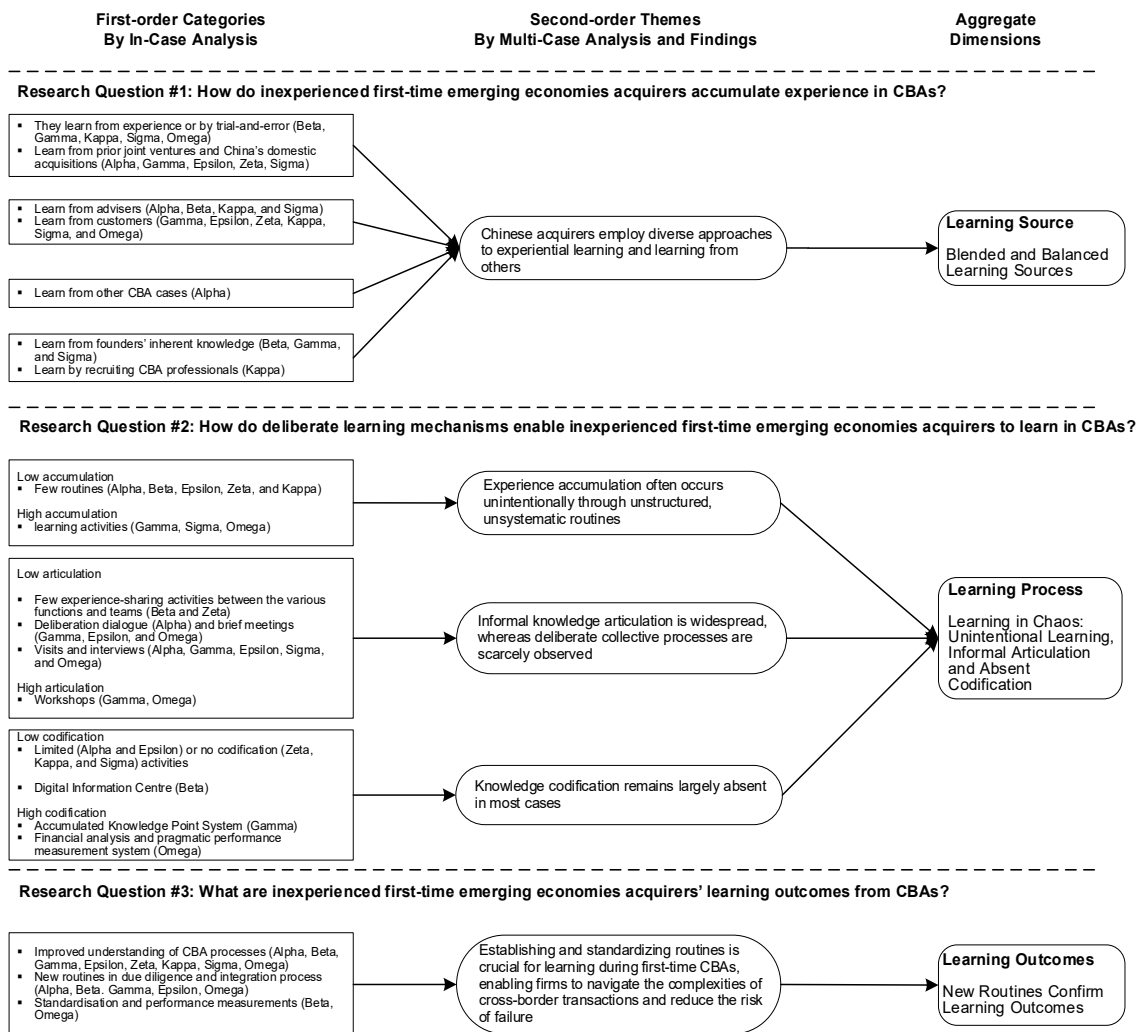 First-order Categories
By In-Case Analysis
Second-order Themes
By Multi-Case Analysis and Findings
Aggregate
Dimensions
Research Question #1: How do inexperienced first-time emerging economies acquirers accumulate experience in CBAs?
▪ They learn from experience or by trial-and-error (Beta,
Gamma, Kappa, Sigma, Omega)
▪ Learn from prior joint ventures and China's domestic
acquisitions (Alpha, Gamma, Epsilon, Zeta, Sigma)
▪ Learn from advisers (Alpha, Beta, Kappa, and Sigma)
▪ Learn from customers (Gamma, Epsilon, Zeta, Kappa,
Sigma, and Omega)
▪ Learn from other CBA cases (Alpha)
▪ Learn from founders' inherent knowledge (Beta, Gamma,
and Sigma)
▪ Learn by recruiting CBA professionals (Kappa)
Chinese acquirers employ diverse approaches
to experiential learning and learning from
others
Learning Source
Blended and Balanced
Learning Sources
Research Question #2: How do deliberate learning mechanisms enable inexperienced first-time emerging economies acquirers to learn in CBAs?
Low accumulation
▪ Few routines (Alpha, Beta, Epsilon, Zeta, and Kappa)
High accumulation
▪ learning activities (Gamma, Sigma, Omega)
Experience accumulation often occurs
unintentionally through unstructured,
unsystematic routines
Low articulation
▪ Few experience-sharing activities between the various
functions and teams (Beta and Zeta)
▪ Deliberation dialogue (Alpha) and brief meetings
(Gamma, Epsilon, and Omega)
▪ Visits and interviews (Alpha, Gamma, Epsilon, Sigma,
and Omega)
High articulation
▪ Workshops (Gamma, Omega)
Informal knowledge articulation is widespread,
whereas deliberate collective processes are
scarcely observed
Low codification
▪ Limited (Alpha and Epsilon) or no codification (Zeta,
Kappa, and Sigma) activities
▪ Digital Information Centre (Beta)
High codification
▪ Accumulated Knowledge Point System (Gamma)
▪ Financial analysis and pragmatic performance
measurement system (Omega)
Knowledge codification remains largely absent
in most cases
Learning Process
Learning in Chaos:
Unintentional Learning,
Informal Articulation
and Absent
Codification
Research Question #3: What are inexperienced first-time emerging economies acquirers' learning outcomes from CBAs?
▪ Improved understanding of CBA processes (Alpha, Beta,
Gamma, Epsilon, Zeta, Kappa, Sigma, Omega)
▪ New routines in due diligence and integration process
(Alpha, Beta. Gamma, Epsilon, Omega)
▪ Standardisation and performance measurements (Beta,
Omega)
Establishing and standardizing routines is
crucial for learning during first-time CBAs,
enabling firms to navigate the complexities of
cross-border transactions and reduce the risk
of failure
Learning Outcomes
New Routines Confirm
Learning Outcomes